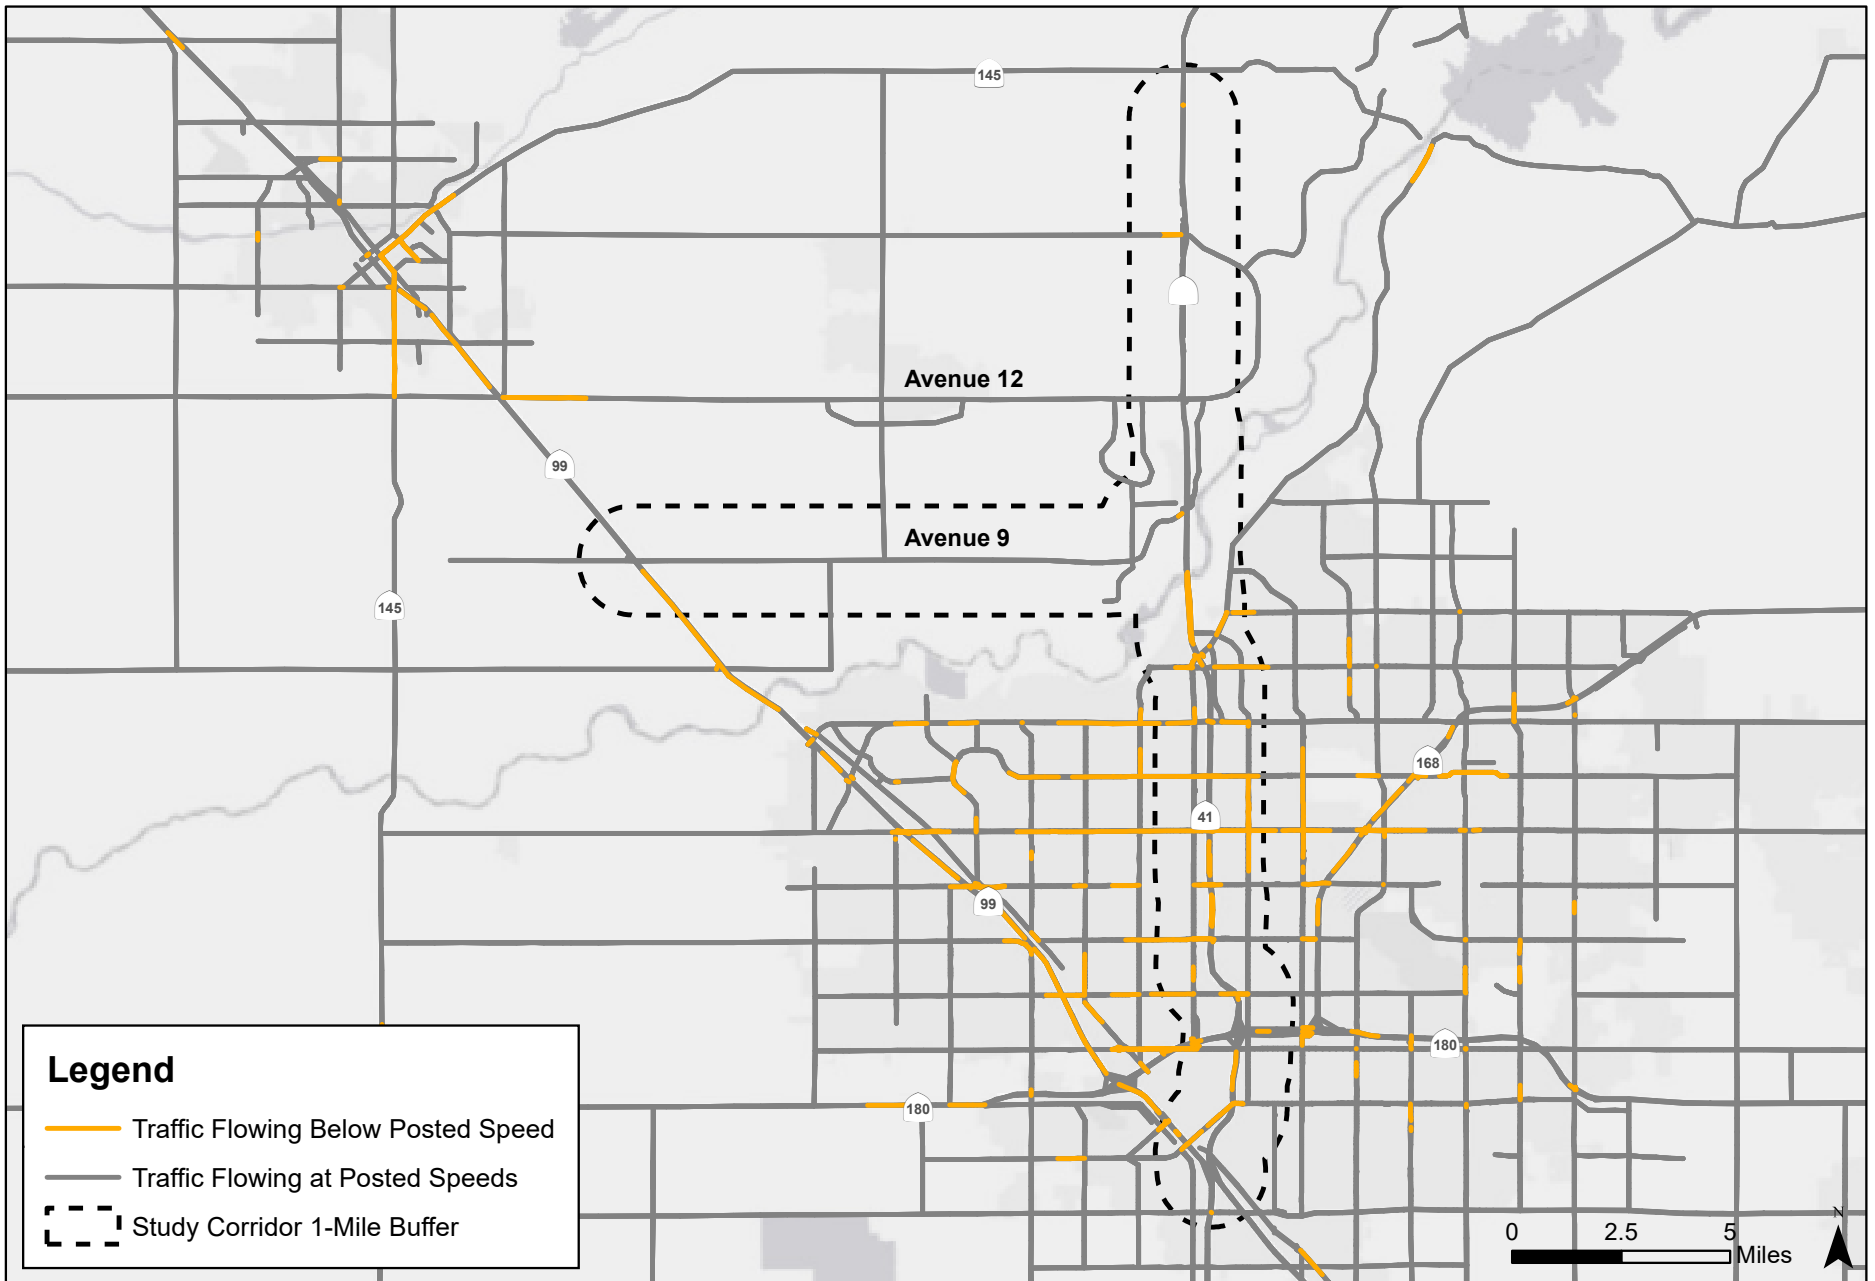 145
Avenue 12
99
Avenue 9
145
168
41
99
180
180
Legend
Traffic Flowing Below Posted Speed
Traffic Flowing at Posted Speeds
Study Corridor 1-Mile Buffer
0 2.5 5
Miles
N